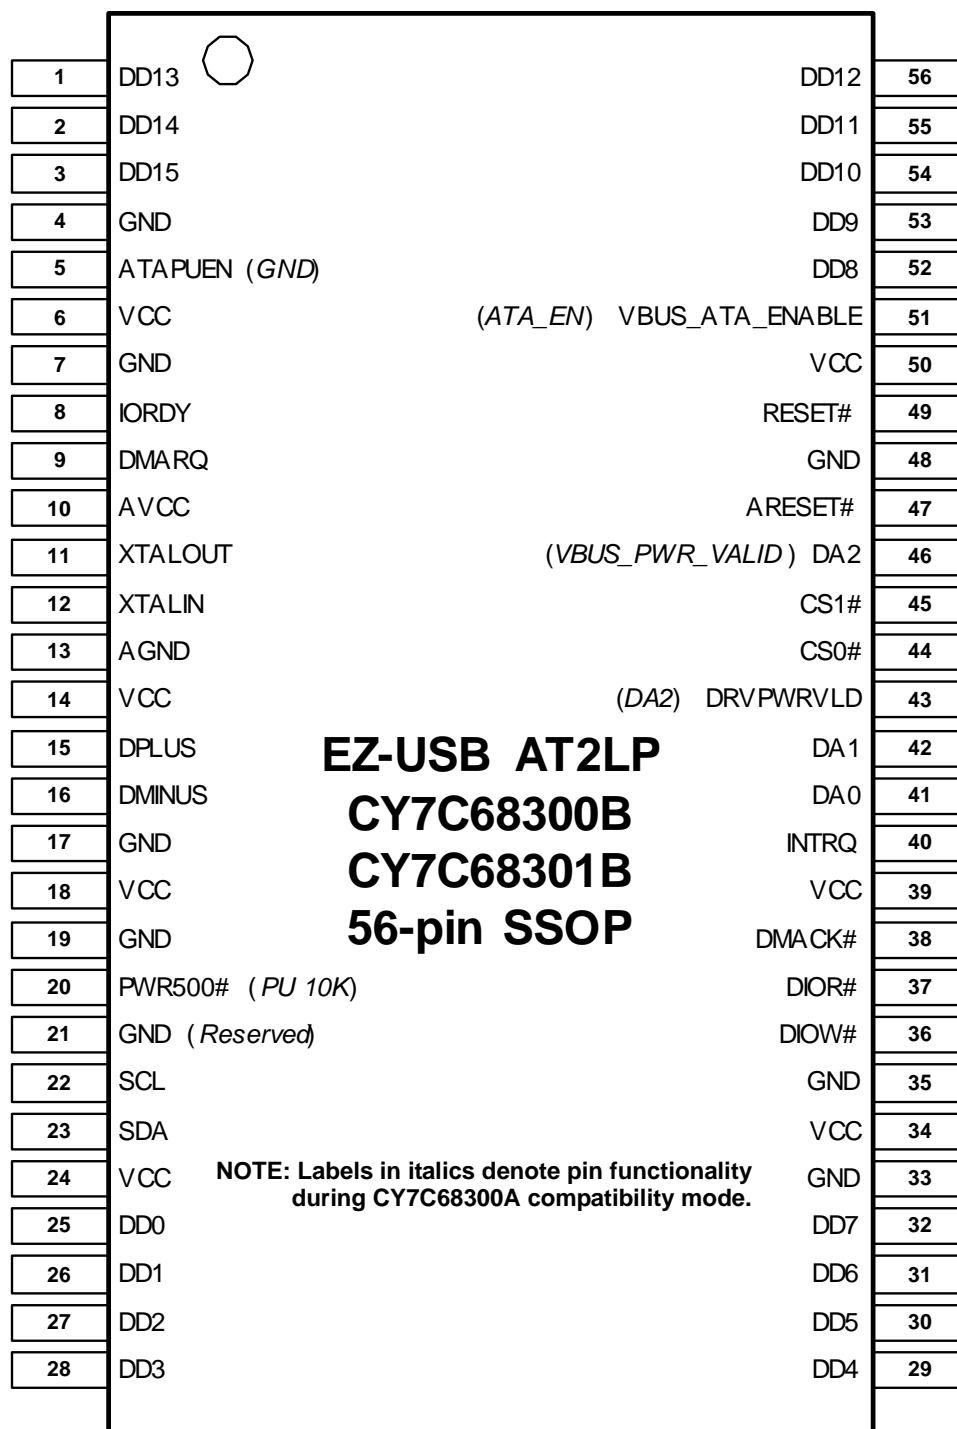 1 DD13 DD12 56
2 DD14 DD11 55
3 DD15 DD10 54
4 GND DD9 53
5 ATAPUEN (GND) DD8 52
6 VCC (ATA_EN) VBUS_ATA_ENABLE 51
7 GND VCC 50
8 IORDY RESET# 49
9 DMARQ GND 48
10 AVCC ARESET# 47
11 XTALOUT (VBUS_PWR_VALID) DA2 46
12 XTALIN CS1# 45
13 AGND CS0# 44
14 VCC (DA2) DRVPWRVLD 43
15 DPLUS EZ-USB AT2LP DA1 42
16 DMINUS CY7C68300B DA0 41
17 GND CY7C68301B INTRQ 40
18 VCC 56-pin SSOP VCC 39
19 GND DMACK# 38
20 PWR500# (PU 10K) DIOR# 37
21 GND (Reserved) DIOW# 36
22 SCL GND 35
23 SDA VCC 34
24 VCC NOTE: Labels in italics denote pin functionality GND 33
during CY7C68300A compatibility mode.
25 DD0 DD7 32
26 DD1 DD6 31
27 DD2 DD5 30
28 DD3 DD4 29